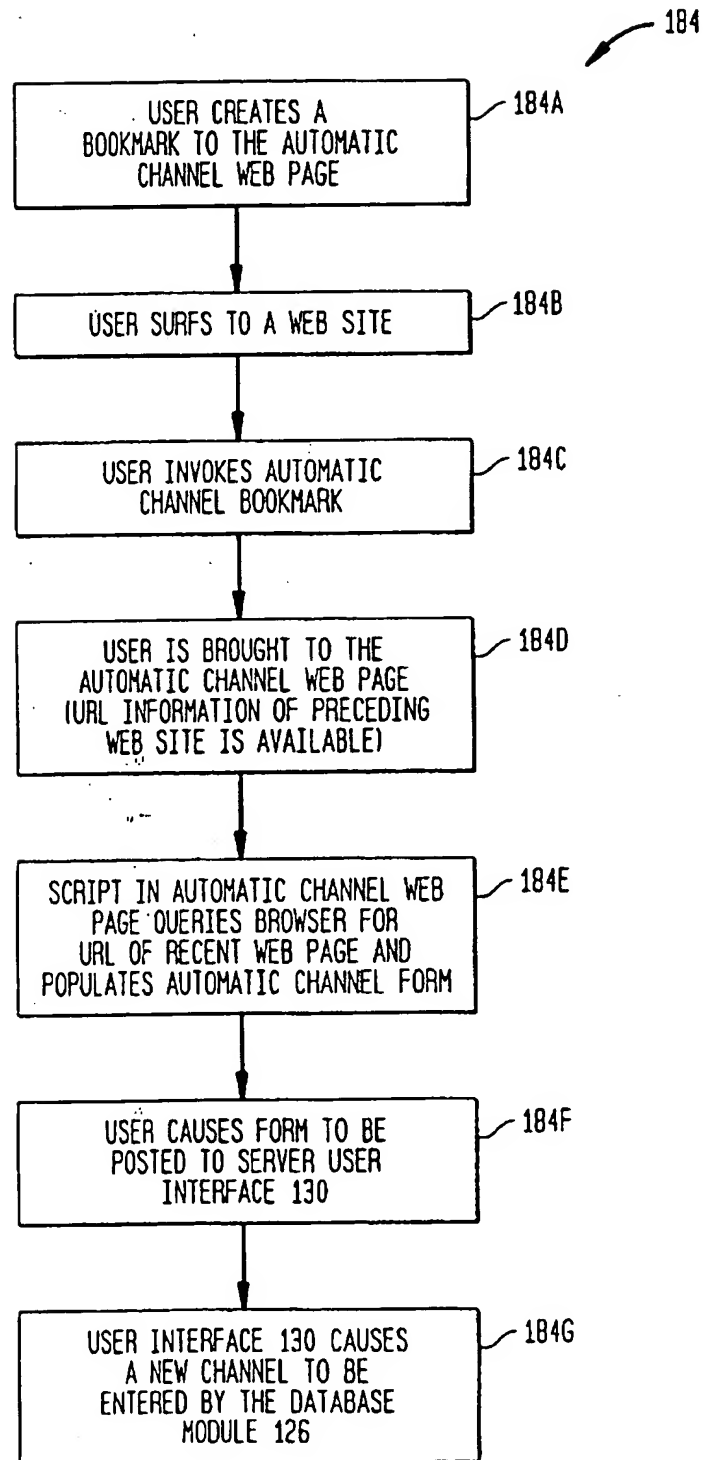 184
USER CREATES A
BOOKMARK TO THE AUTOMATIC
CHANNEL WEB PAGE
184A
USER SURFS TO A WEB SITE
184B
USER INVOKES AUTOMATIC
CHANNEL BOOKMARK
184C
USER IS BROUGHT TO THE
AUTOMATIC CHANNEL WEB PAGE
(URL INFORMATION OF PRECEDING
WEB SITE IS AVAILABLE)
184D
SCRIPT IN AUTOMATIC CHANNEL WEB
PAGE QUERIES BROWSER FOR
URL OF RECENT WEB PAGE AND
POPULATES AUTOMATIC CHANNEL FORM
184E
USER CAUSES FORM TO BE
POSTED TO SERVER USER
INTERFACE 130
184F
USER INTERFACE 130 CAUSES
A NEW CHANNEL TO BE
ENTERED BY THE DATABASE
MODULE 126
184G